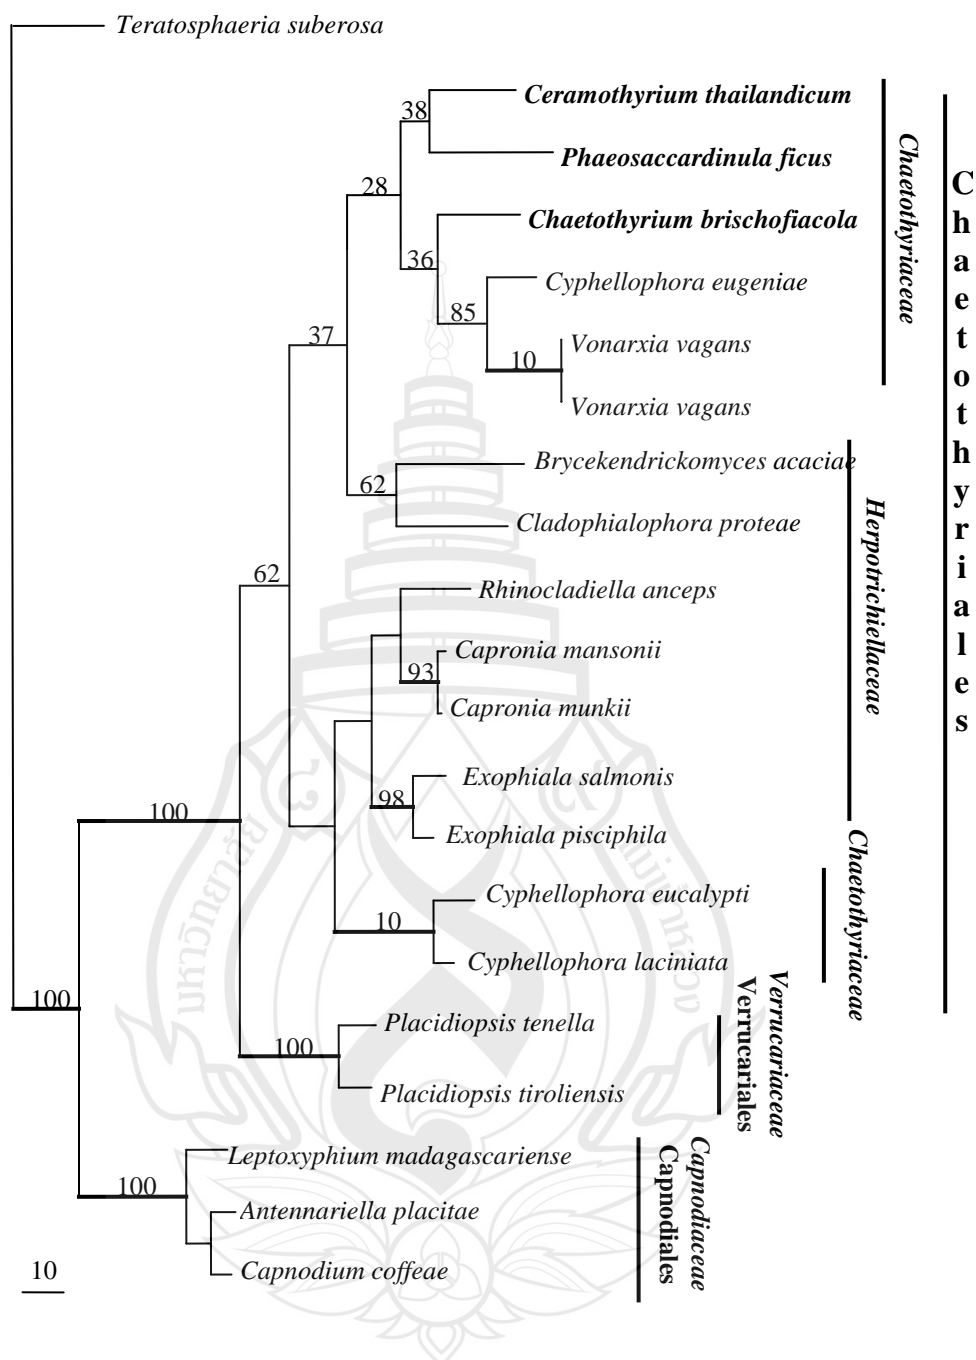 Teratosphaeria suberosa
Ceramothyrium thailandicum
38
Phaeosaccardinula ficus
28
Chaetothyrium brischofiacola
36
Cyphellophora eugeniae
85
37
Vonarxia vagans
10
Vonarxia vagans
Chaetothyriaceae
Brycekendrickomyces acaciae
62
Cladophialophora proteae
62
Rhinocladiella anceps
Capronia mansonii
93
Capronia munkii
Exophiala salmonis
98
Exophiala pisciphila
Herpotrichiellaceae
100
Cyphellophora eucalypti
10
Cyphellophora laciniata
Chaetothyriaceae
Chaetothyriales
100
Placidiopsis tenella
100
Placidiopsis tiroliensis
Verrucariaceae
Verrucariales
Leptoxyphium madagascariense
100
Antennariella placitae
Capnodium coffeae
Capnodiaceae
Capnodiales
10